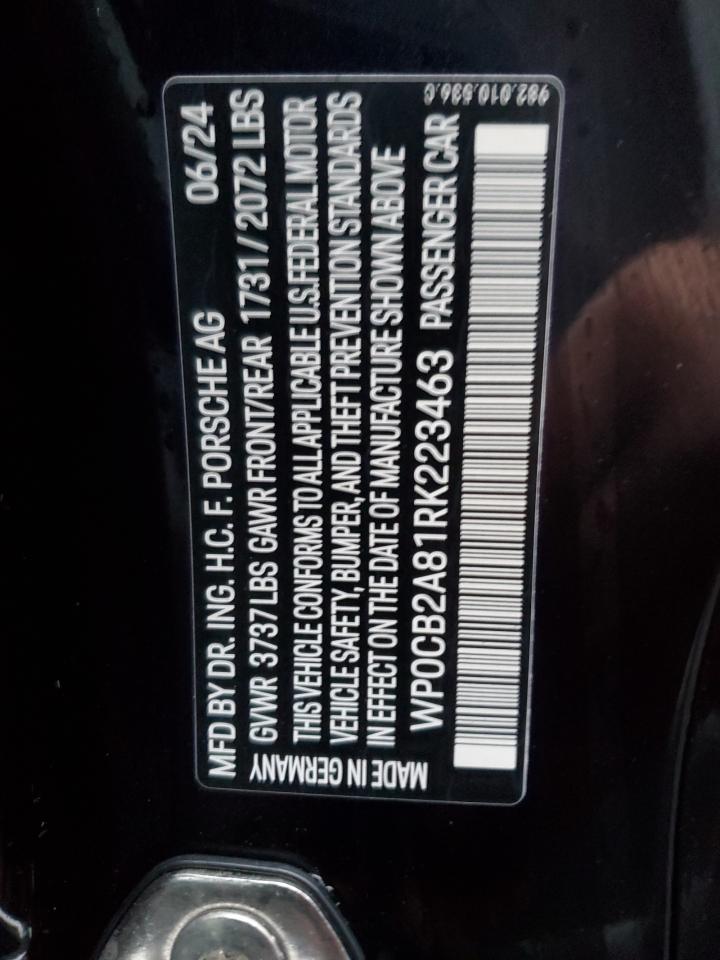 MFD BY DR. ING. H.C. F. PORSCHE AG 06/24
GVWR 3737 LBS GAWR FRONT/REAR 1731 / 2072 LBS
THIS VEHICLE CONFORMS TO ALL APPLICABLE U.S. FEDERAL MOTOR
VEHICLE SAFETY, BUMPER, AND THEFT PREVENTION STANDARDS
IN EFFECT ON THE DATE OF MANUFACTURE SHOWN ABOVE
WP0CB2A81RK223463 PASSENGER CAR
MADE IN GERMANY
982.010.536.C